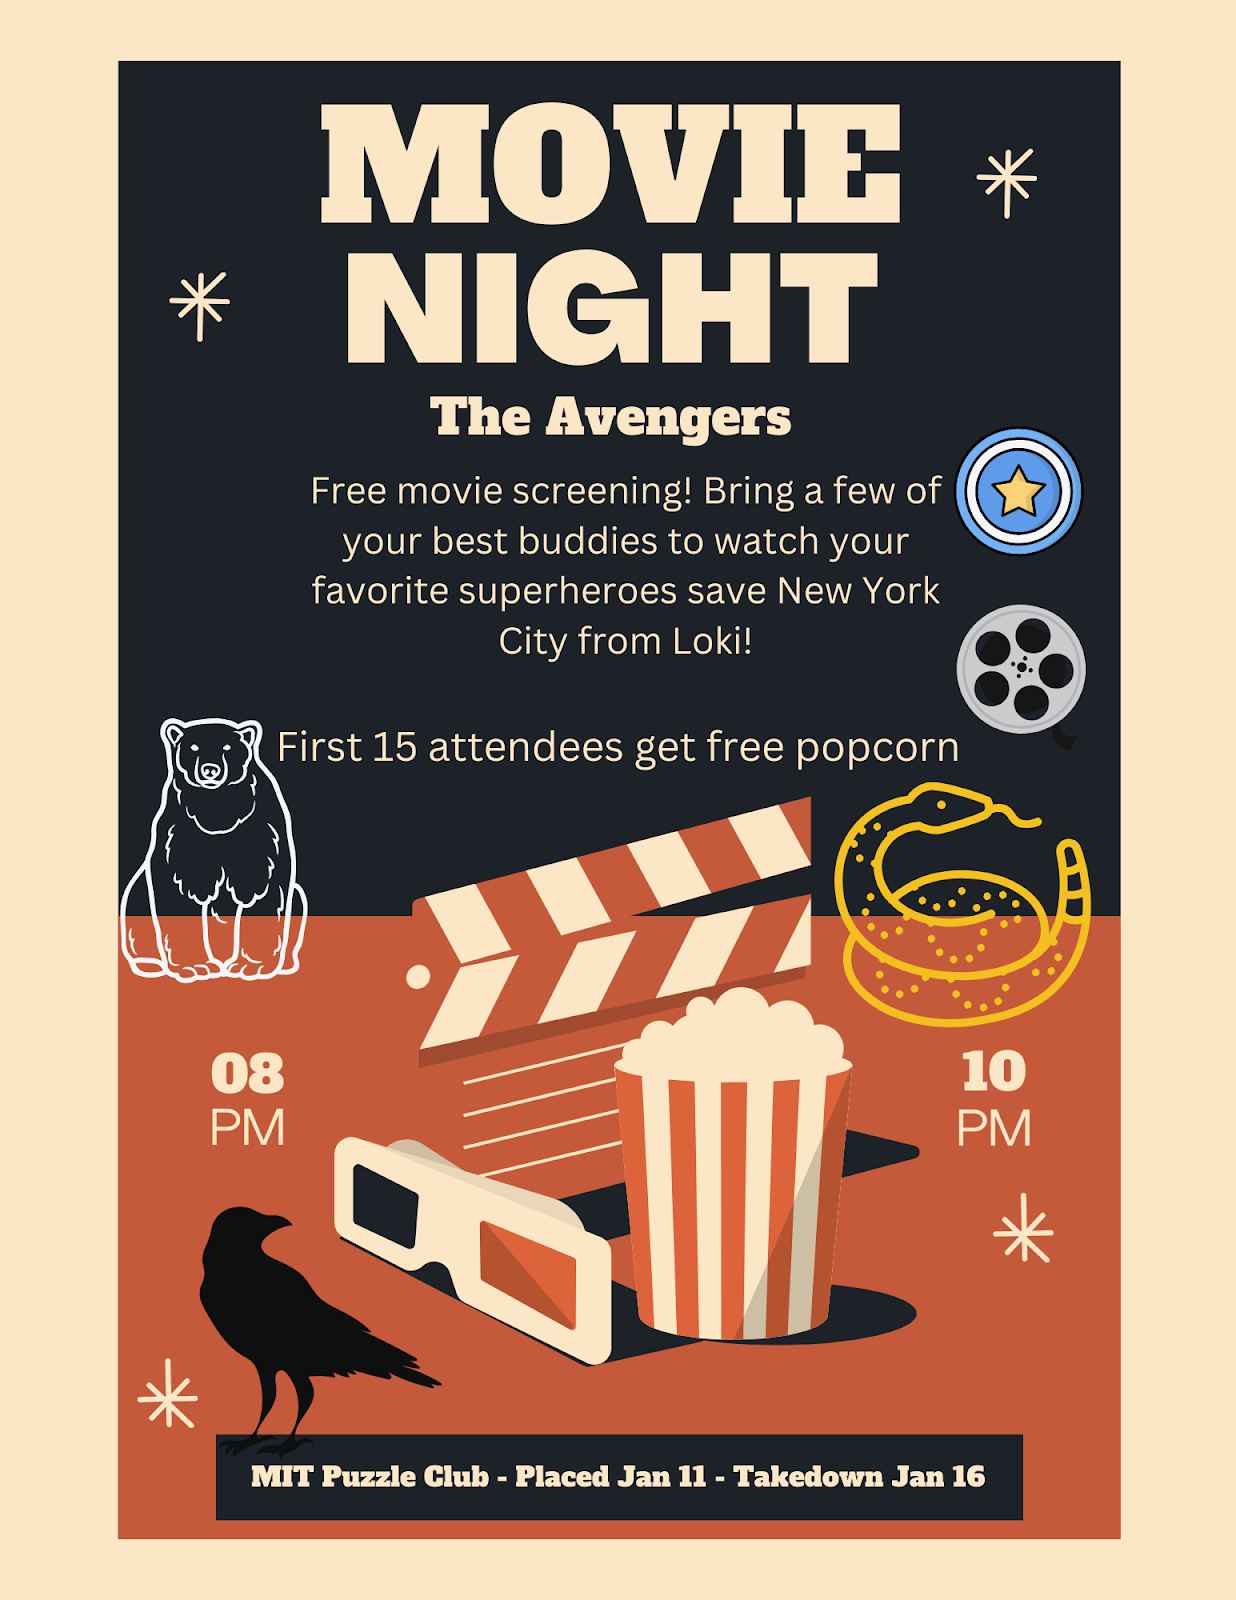 MOVIE
NIGHT
The Avengers
Free movie screening! Bring a few of
your best buddies to watch your
favorite superheroes save New York
City from Loki!
First 15 attendees get free popcorn
08
PM
10
PM
MIT Puzzle Club - Placed Jan 11 - Takedown Jan 16